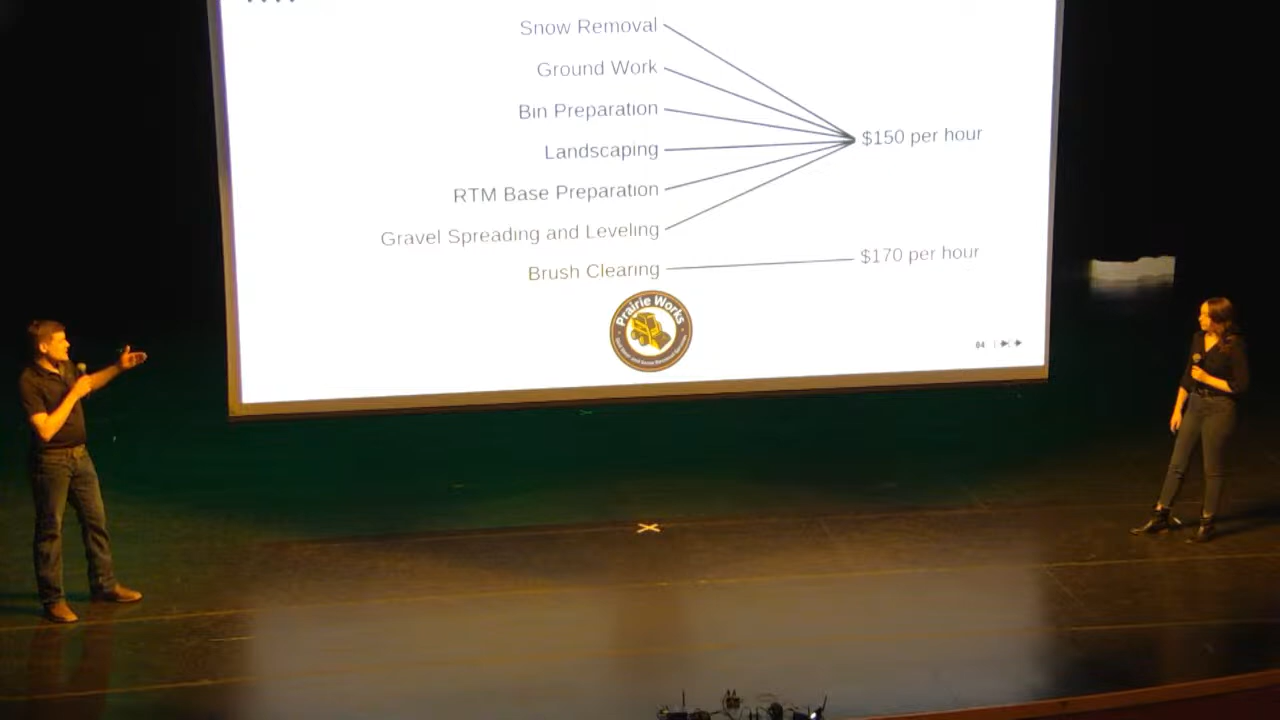 Snow Removal
Ground Work
Bin Preparation
Landscaping
RTM Base Preparation
Gravel Spreading and Leveling
Brush Clearing
$150 per hour
$170 per hour
Prairie Works
04